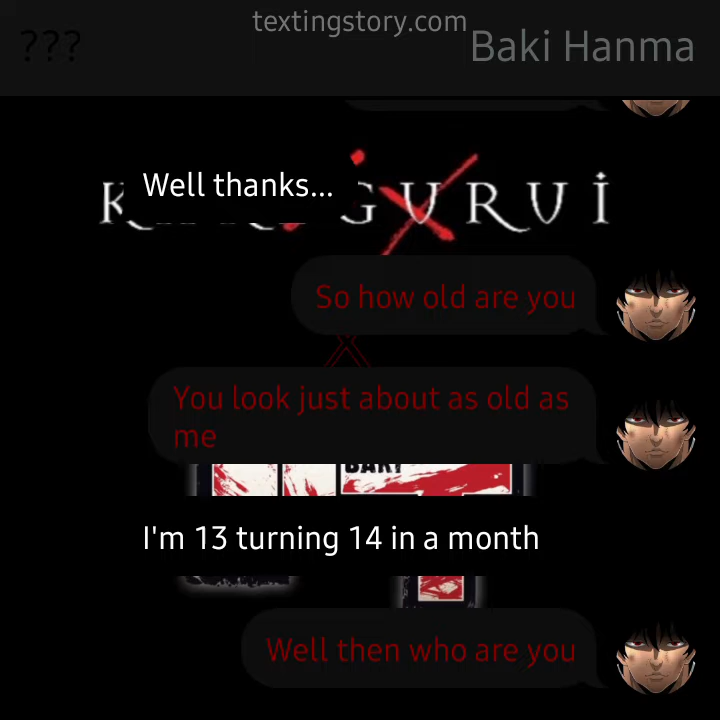 textingstory.com
???
Baki Hanma
Well thanks...
So how old are you
You look just about as old as
me
BAKI
I'm 13 turning 14 in a month
Well then who are you